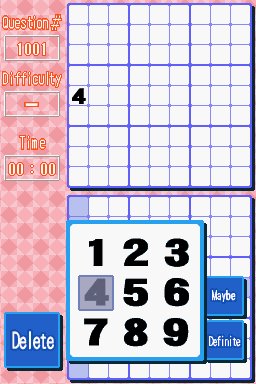 Question#
1001
Difficulty
-
Time
00:00
4
1 2 3
4 5 6
7 8 9
Maybe
Definite
Delete